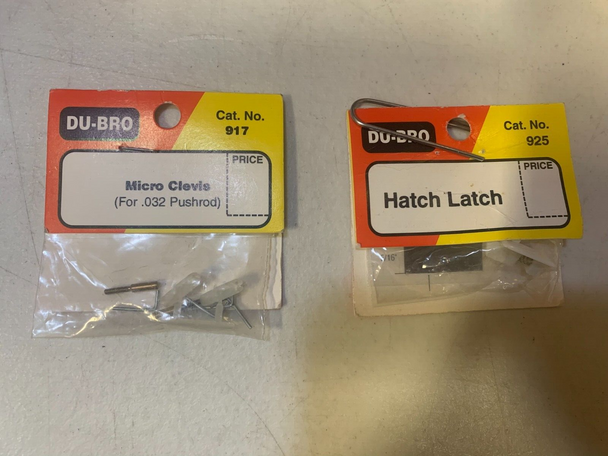 DU-BRO
Cat. No.
917
PRICE
Micro Clevis
(For .032 Pushrod)
DU-BRO
Cat. No.
925
PRICE
Hatch Latch
/16"